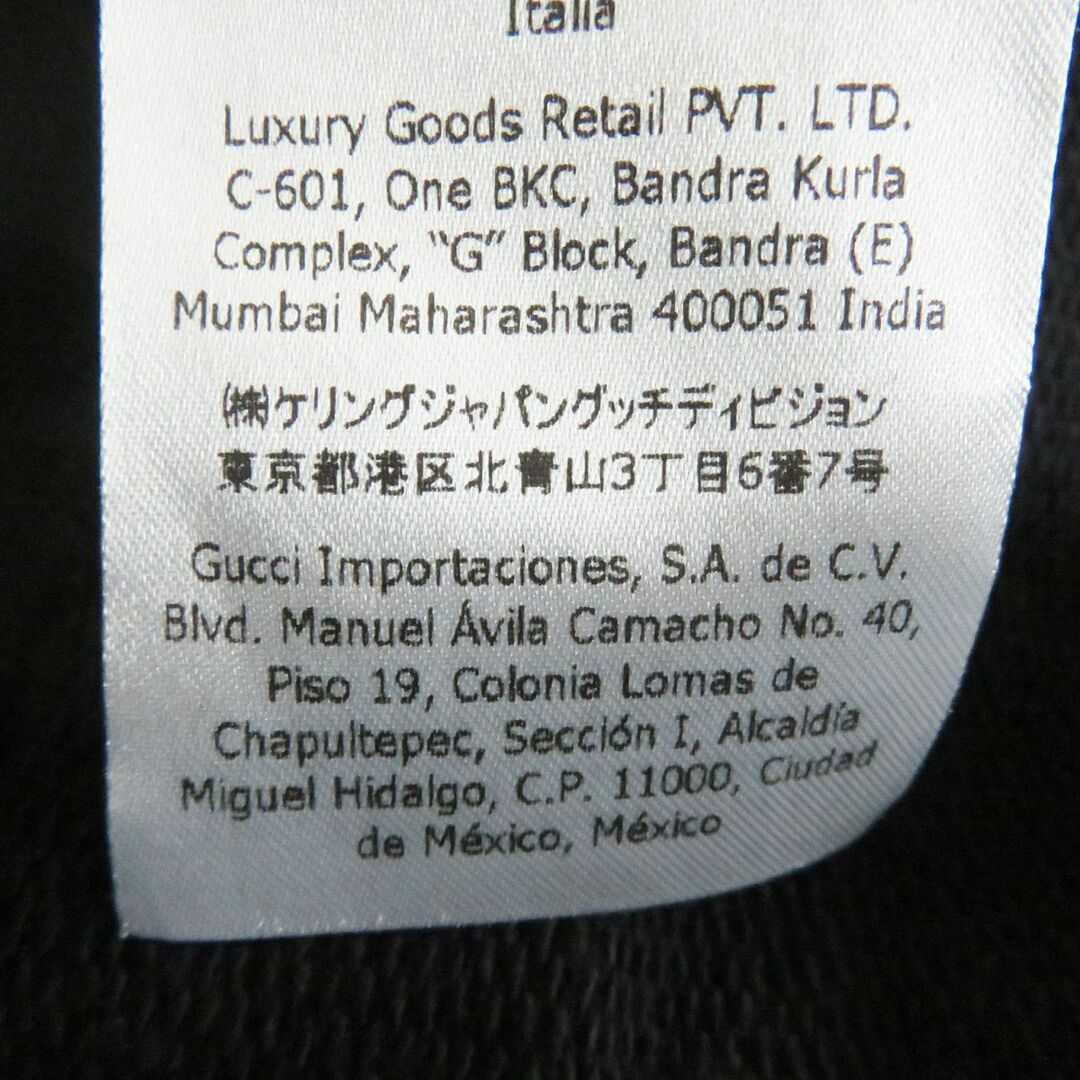 Italia
Luxury Goods Retail PVT. LTD.
C-601, One BKC, Bandra Kurla
Complex, "G" Block, Bandra (E)
Mumbai Maharashtra 400051 India
㈱ケリングジャパングッチディビジョン
東京都港区北青山3丁目6番7号
Gucci Importaciones, S.A. de C.V.
Blvd. Manuel Ávila Camacho No. 40,
Piso 19, Colonia Lomas de
Chapultepec, Sección I, Alcaldía
Miguel Hidalgo, C.P. 11000, Ciudad
de México, México